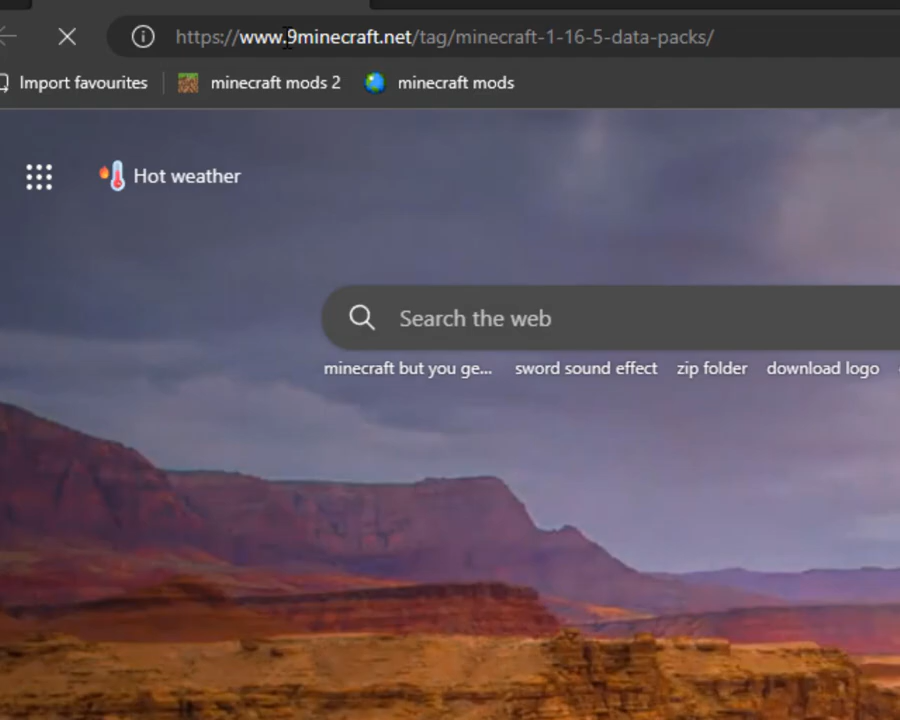 https://www.9minecraft.net/tag/minecraft-1-16-5-data-packs/
Import favourites minecraft mods 2 minecraft mods
Hot weather
Search the web
minecraft but you ge... sword sound effect zip folder download logo